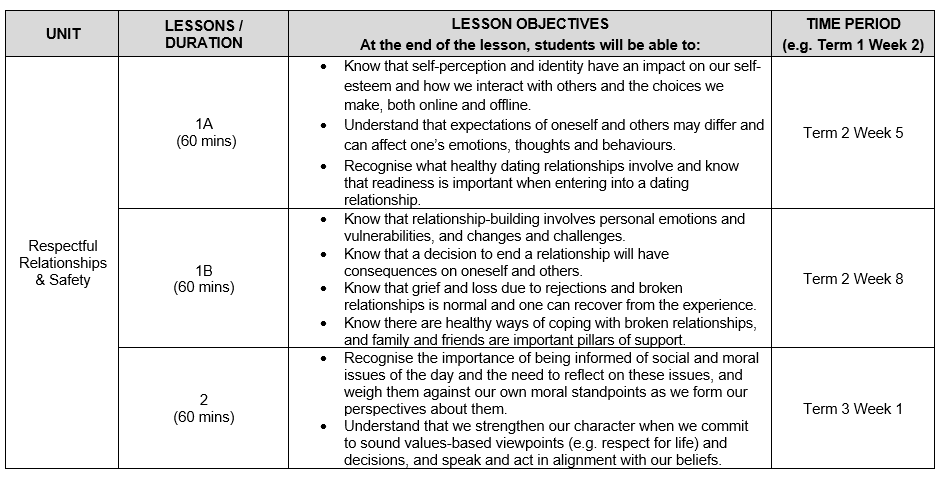 UNIT
LESSONS /
DURATION
LESSON OBJECTIVES
At the end of the lesson, students will be able to:
TIME PERIOD
(e.g. Term 1 Week 2)
Respectful
Relationships
& Safety
1A
(60 mins)
• Know that self-perception and identity have an impact on our self-
esteem and how we interact with others and the choices we
make, both online and offline.
• Understand that expectations of oneself and others may differ and
can affect one's emotions, thoughts and behaviours.
• Recognise what healthy dating relationships involve and know
that readiness is important when entering into a dating
relationship.
Term 2 Week 5
1B
(60 mins)
• Know that relationship-building involves personal emotions and
vulnerabilities, and changes and challenges.
• Know that a decision to end a relationship will have
consequences on oneself and others.
• Know that grief and loss due to rejections and broken
relationships is normal and one can recover from the experience.
• Know there are healthy ways of coping with broken relationships,
and family and friends are important pillars of support.
Term 2 Week 8
2
(60 mins)
• Recognise the importance of being informed of social and moral
issues of the day and the need to reflect on these issues, and
weigh them against our own moral standpoints as we form our
perspectives about them.
• Understand that we strengthen our character when we commit
to sound values-based viewpoints (e.g. respect for life) and
decisions, and speak and act in alignment with our beliefs.
Term 3 Week 1